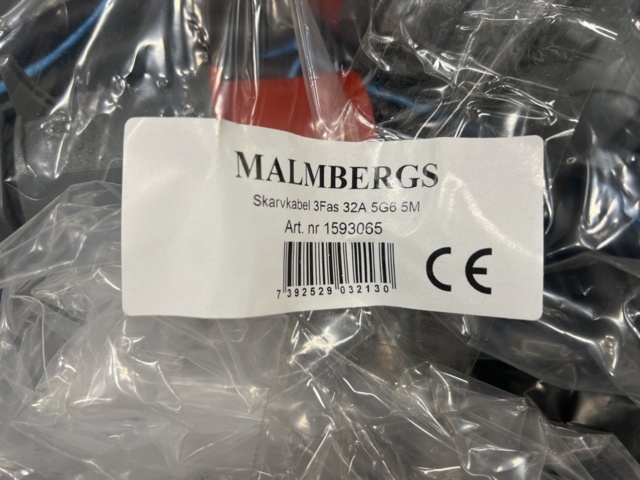 MALMBERGS
Skarvkabel 3Fas 32A 5G6 5M
Art. nr 1593065
CE
7 392529 032130